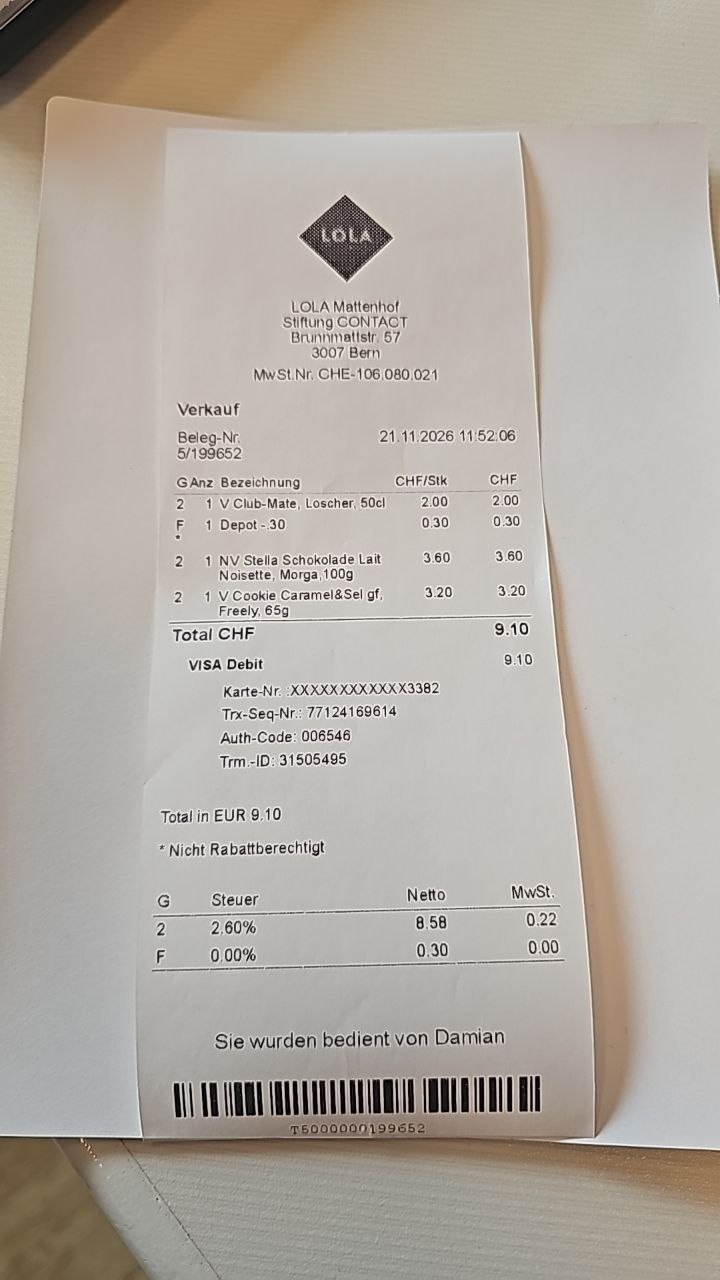 LOLA
LOLA Mattenhof
Stiftung CONTACT
Brunnmattstr. 57
3007 Bern
MwSt.Nr. CHE-106.080.021
Verkauf
Beleg-Nr. 21.11.2026 11:52:06
5/199652
G Anz Bezeichnung CHF/Stk CHF
2 1 V Club-Mate, Loscher, 50cl 2.00 2.00
F 1 Depot -.30 0.30 0.30
*
2 1 NV Stella Schokolade Lait 3.60 3.60
Noisette, Morga,100g
2 1 V Cookie Caramel&Sel gf, 3.20 3.20
Freely, 65g
Total CHF 9.10
VISA Debit 9.10
Karte-Nr. :XXXXXXXXXXXX3382
Trx-Seq-Nr.: 77124169614
Auth-Code: 006546
Trm.-ID: 31505495
Total in EUR 9.10
* Nicht Rabattberechtigt
G Steuer Netto MwSt.
2 2,60% 8.58 0.22
F 0,00% 0.30 0.00
Sie wurden bedient von Damian
T5000000199652